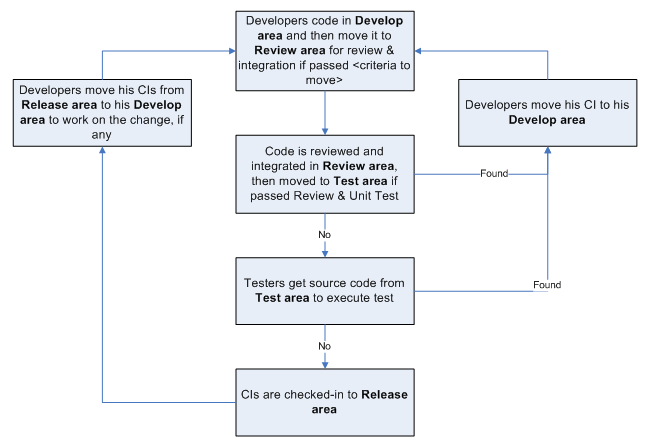 Developers code in Develop
area and then move it to
Review area for review &
integration if passed <criteria to
move>
Developers move his CIs from
Release area to his Develop
area to work on the change, if
any
Developers move his CI to his
Develop area
Code is reviewed and
integrated in Review area,
then moved to Test area if
passed Review & Unit Test
Found
No
Testers get source code from
Test area to execute test
Found
No
CIs are checked-in to Release
area